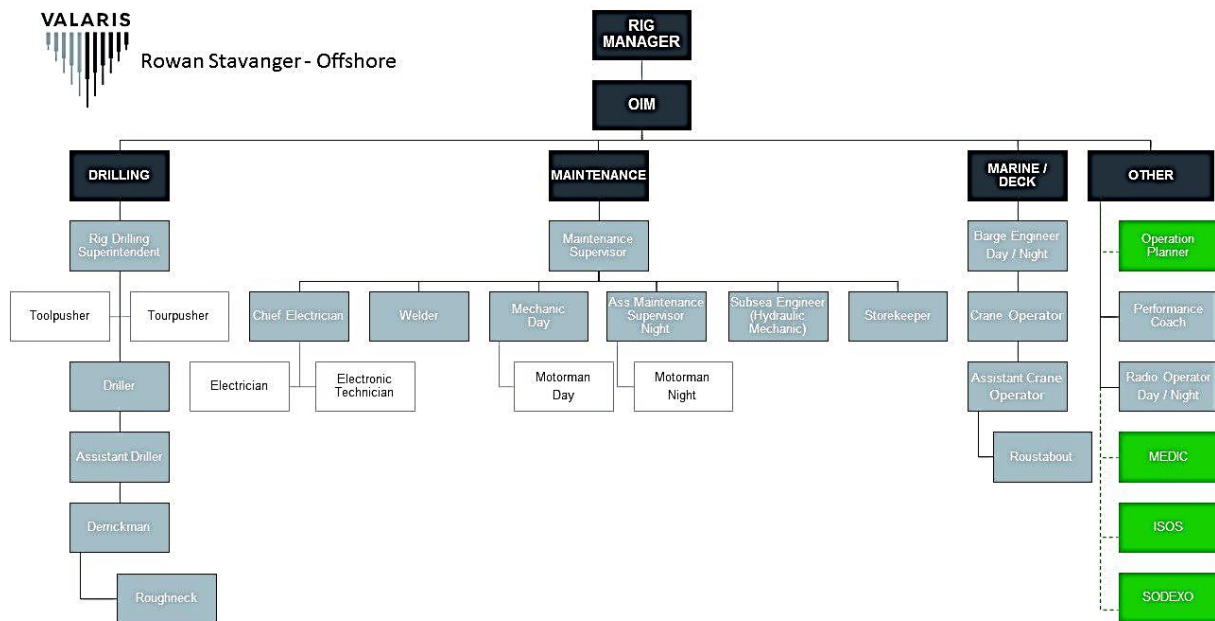 VALARIS
Rowan Stavanger - Offshore
RIG
MANAGER
OIM
DRILLING
MAINTENANCE
MARINE /
DECK
OTHER
Rig Drilling
Superintendent
Maintenance
Supervisor
Barge Engineer
Day / Night
Operation
Planner
Toolpusher
Tourpusher
Chief Electrician
Welder
Mechanic
Day
Ass Maintenance
Supervisor
Night
Subsea Engineer
(Hydraulic
Mechanic)
Storekeeper
Crane Operator
Performance
Coach
Driller
Electrician
Electronic
Technician
Motorman
Day
Motorman
Night
Assistant Crane
Operator
Radio Operator
Day / Night
Assistant Driller
Roustabout
MEDIC
Derrickman
ISOS
Roughneck
SODEXO